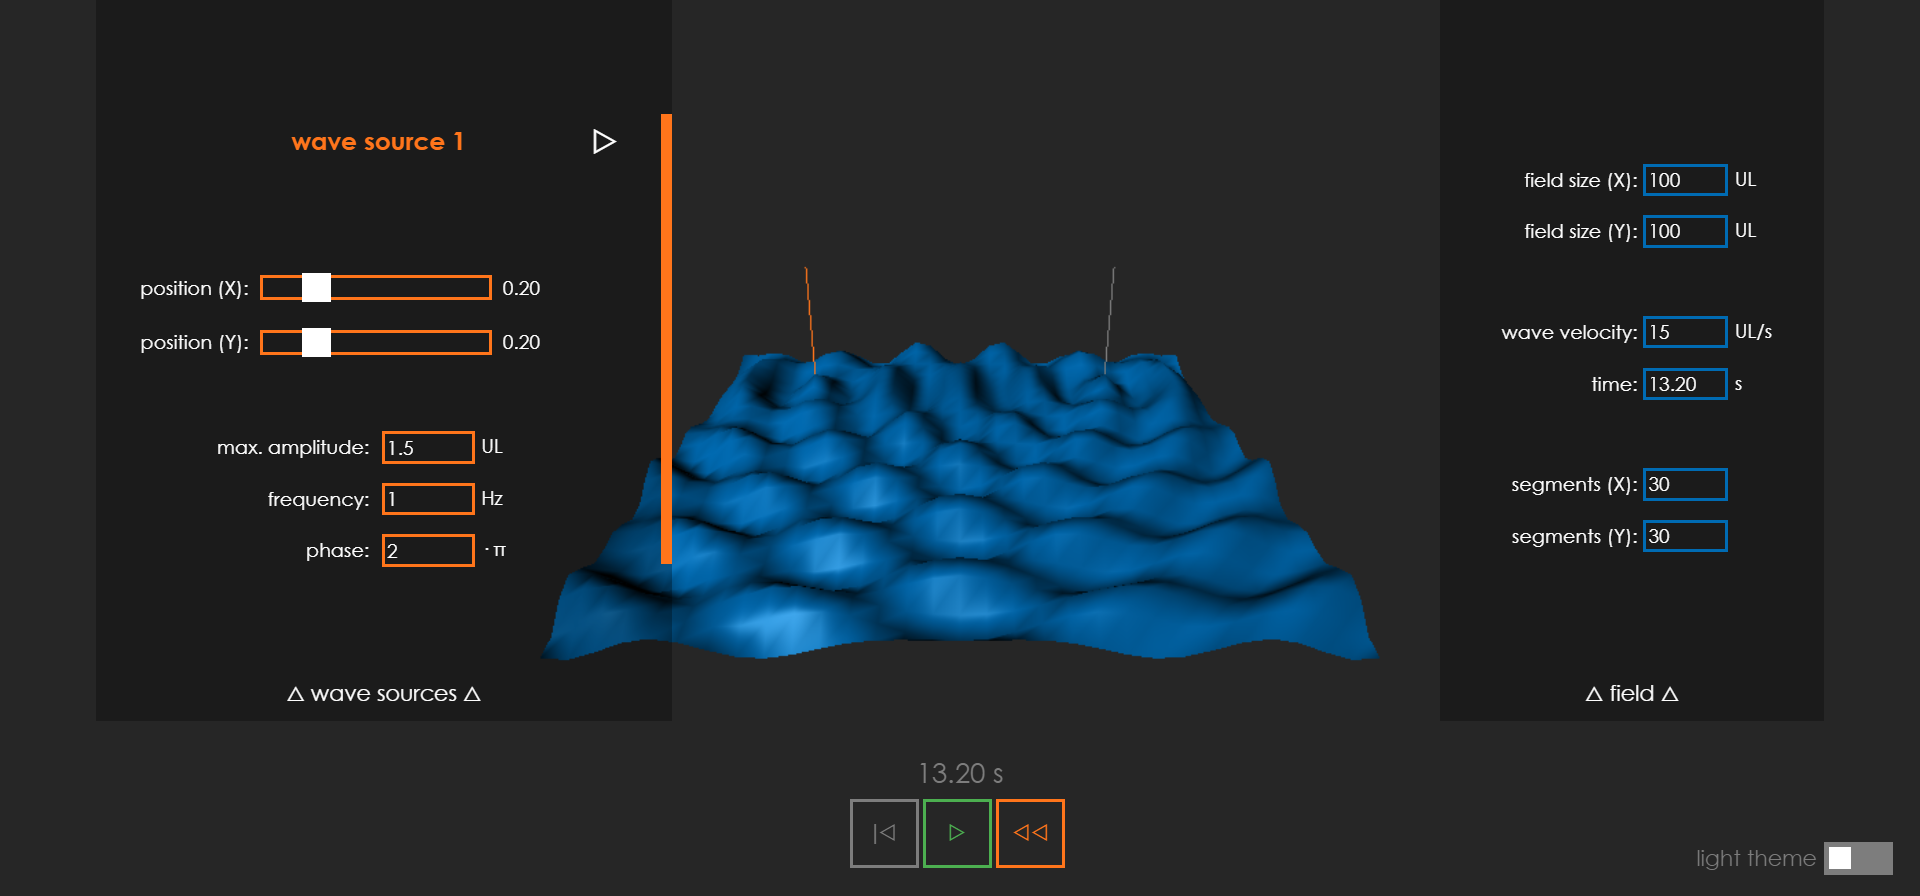 wave source 1
position (X): 0.20
position (Y): 0.20
max. amplitude: 1.5 UL
frequency: 1 Hz
phase: 2 · π
△ wave sources △
field size (X): 100 UL
field size (Y): 100 UL
wave velocity: 15 UL/s
time: 13.20 s
segments (X): 30
segments (Y): 30
△ field △
13.20 s
light theme